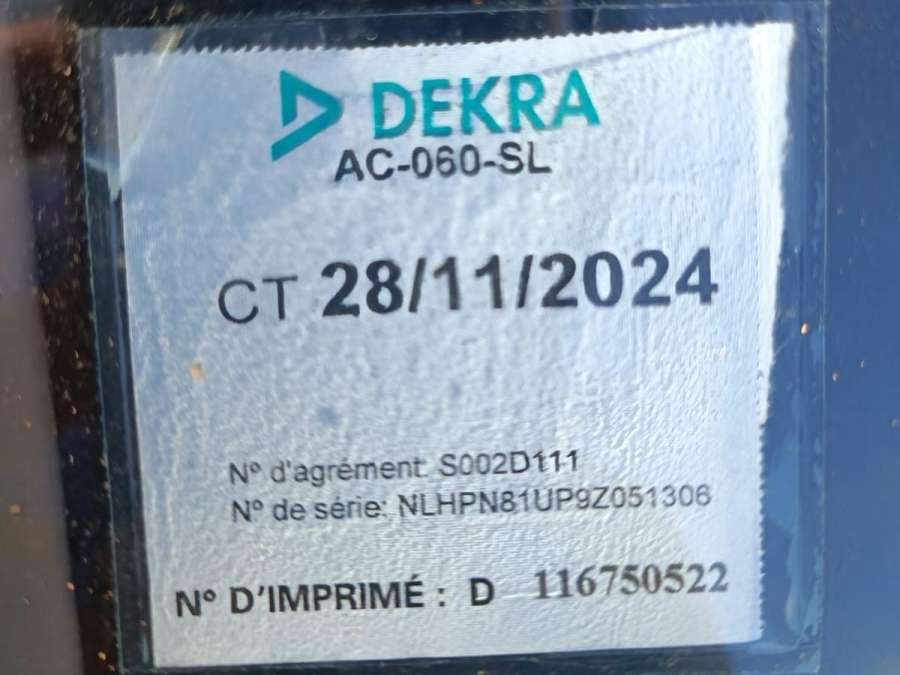 DEKRA
AC-060-SL
CT 28/11/2024
N° d'agrément: S002D111
N° de série: NLHPN81UP9Z051306
N° D'IMPRIMÉ : D 116750522